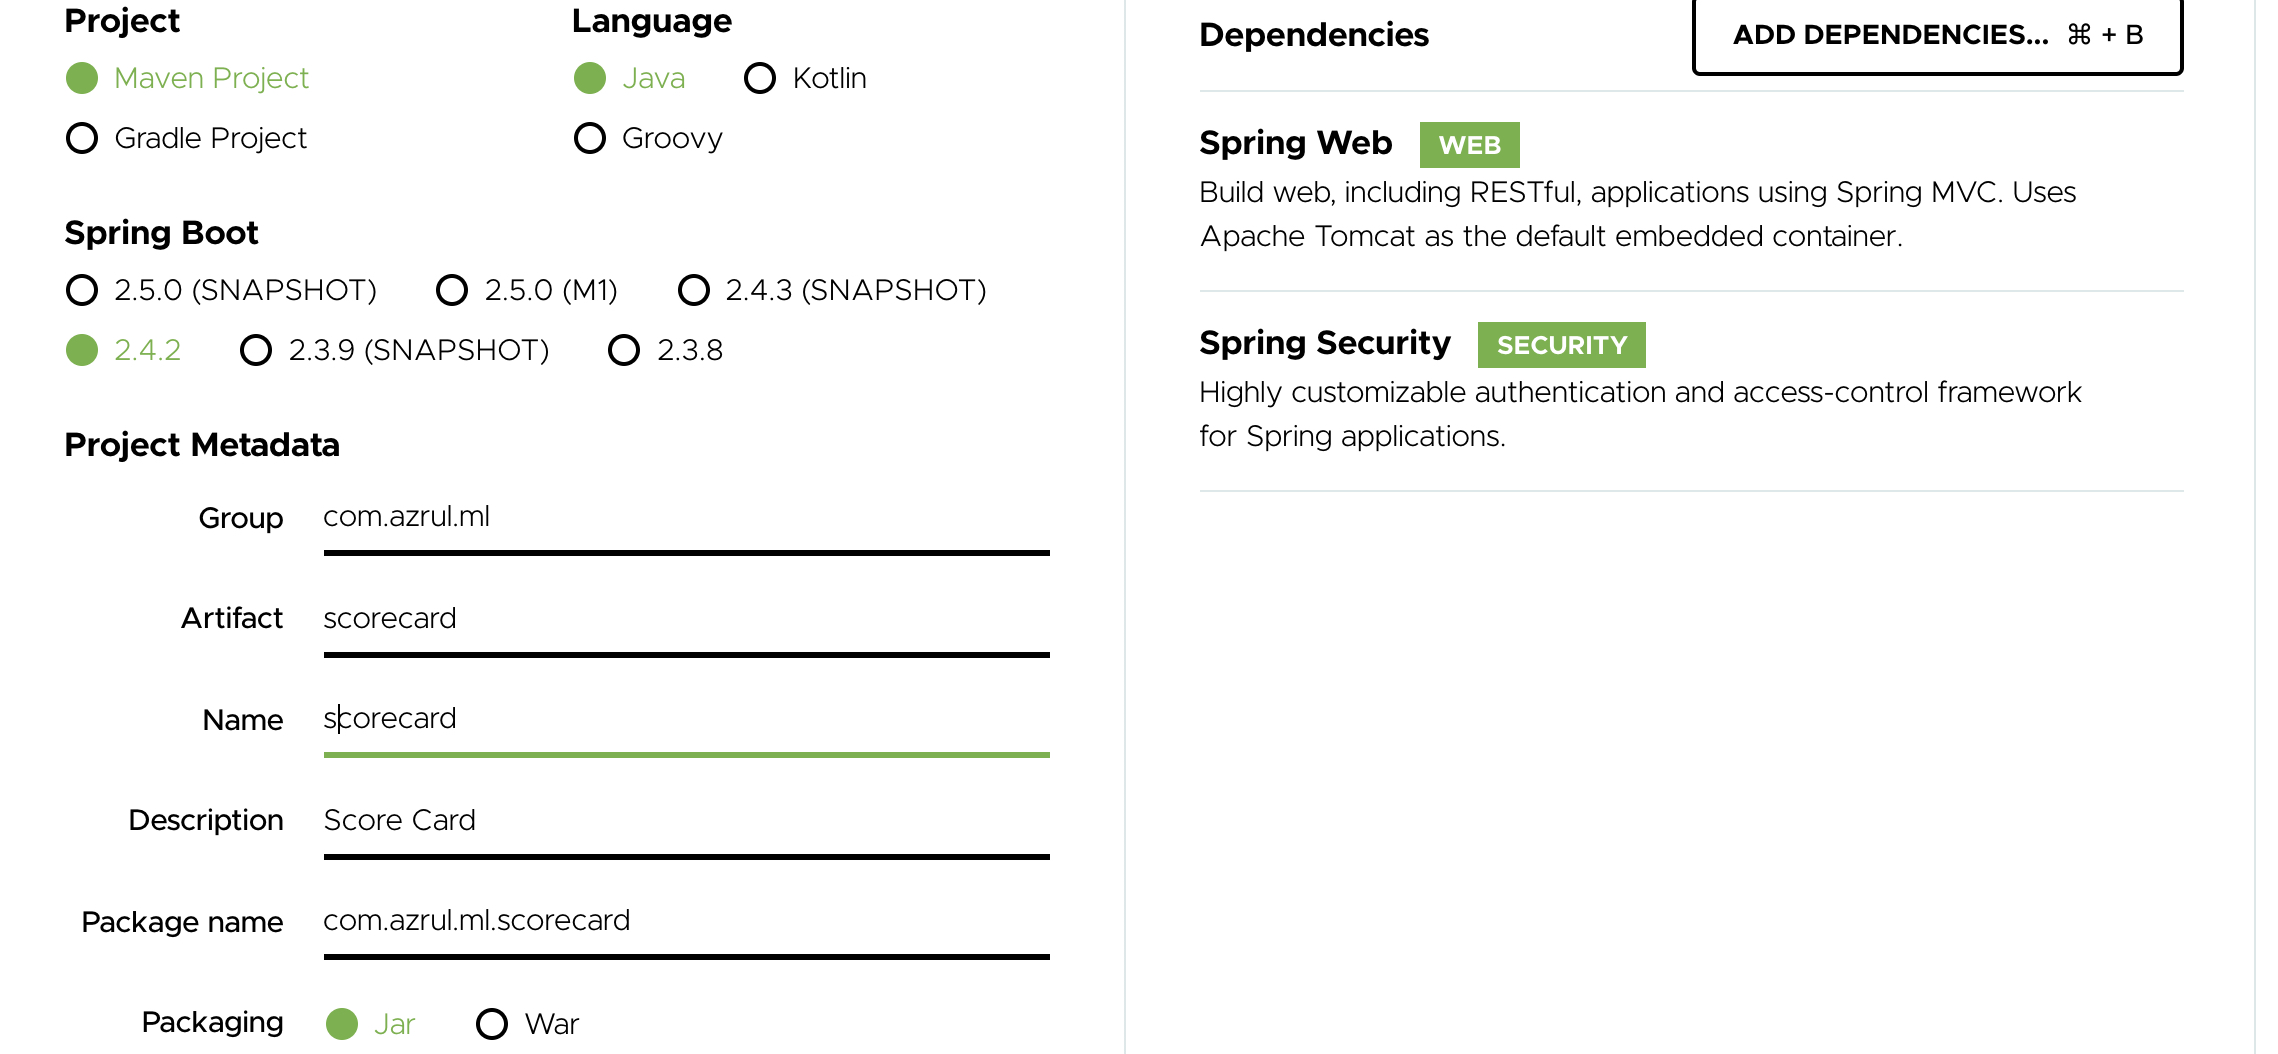 Project
Maven Project
Gradle Project
Language
Java Kotlin
Groovy
Spring Boot
2.5.0 (SNAPSHOT) 2.5.0 (M1) 2.4.3 (SNAPSHOT)
2.4.2 2.3.9 (SNAPSHOT) 2.3.8
Project Metadata
Group com.azrul.ml
Artifact scorecard
Name scorecard
Description Score Card
Package name com.azrul.ml.scorecard
Packaging Jar War
Dependencies
ADD DEPENDENCIES... ⌘ + B
Spring Web WEB
Build web, including RESTful, applications using Spring MVC. Uses
Apache Tomcat as the default embedded container.
Spring Security SECURITY
Highly customizable authentication and access-control framework
for Spring applications.